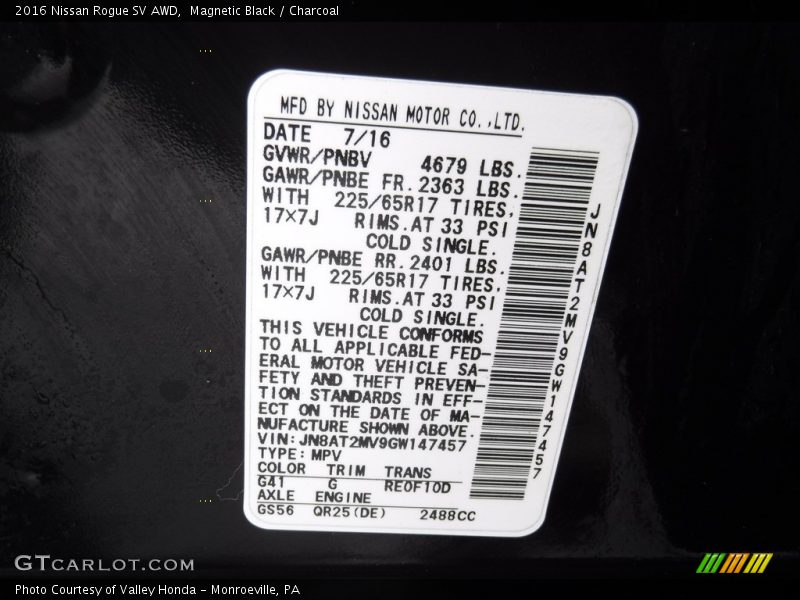 2016 Nissan Rogue SV AWD,  Magnetic Black / Charcoal
MFD BY NISSAN MOTOR CO.,LTD.
DATE 7/16
GVWR/PNBV 4679 LBS.
GAWR/PNBE FR. 2363 LBS.
WITH 225/65R17 TIRES,
17×7J RIMS.AT 33 PSI
COLD SINGLE.
GAWR/PNBE RR. 2401 LBS.
WITH 225/65R17 TIRES,
17×7J RIMS.AT 33 PSI
COLD SINGLE.
THIS VEHICLE CONFORMS
TO ALL APPLICABLE FED-
ERAL MOTOR VEHICLE SA-
FETY AND THEFT PREVEN-
TION STANDARDS IN EFF-
ECT ON THE DATE OF MA-
NUFACTURE SHOWN ABOVE.
VIN:JN8AT2MV9GW147457
TYPE:MPV
COLOR TRIM TRANS
G41 G RE0F10D
AXLE ENGINE
GS56 QR25(DE) 2488CC
JN8AT2MV9GW147457
GTCARLOT.COM
Photo Courtesy of Valley Honda - Monroeville, PA